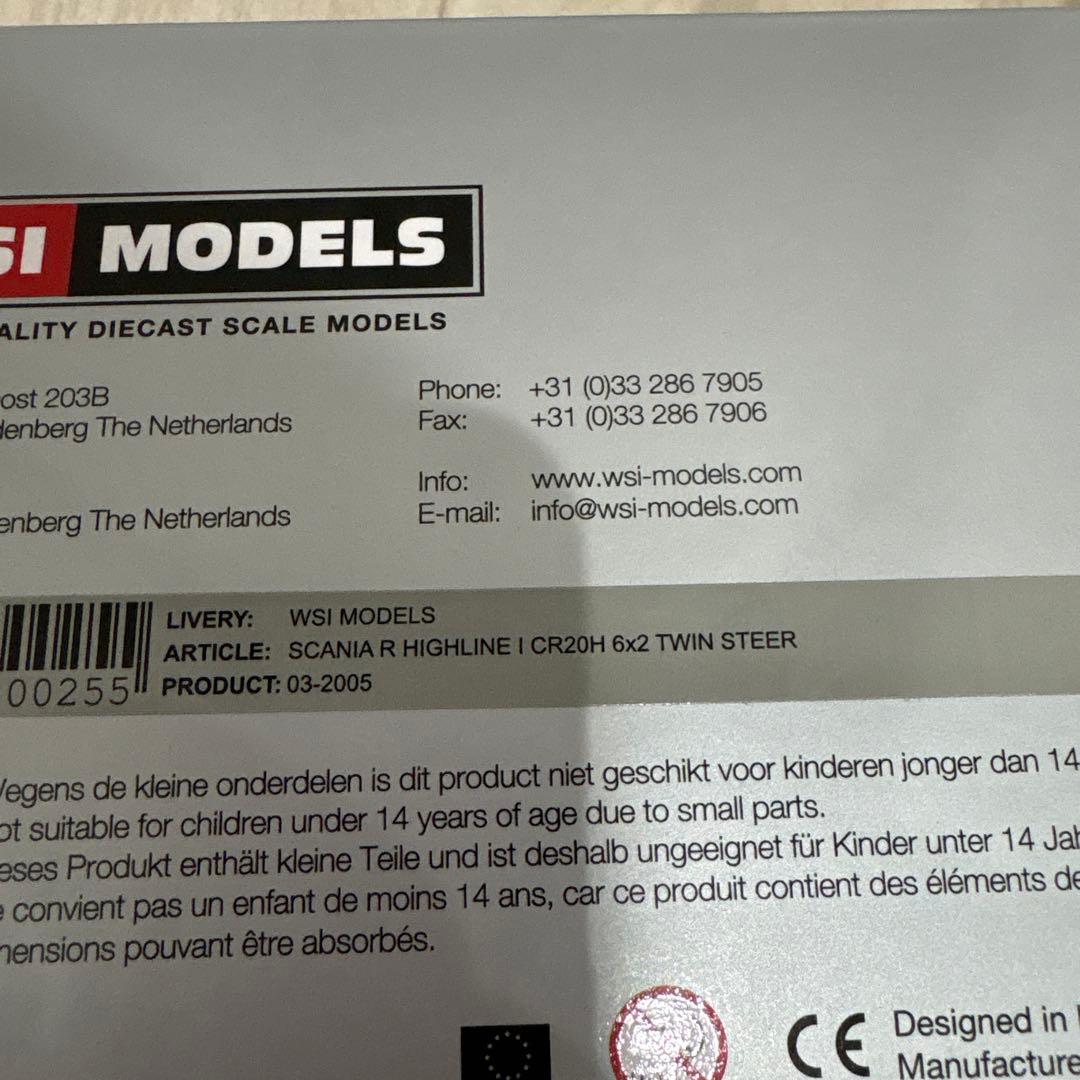 SI MODELS
ALITY DIECAST SCALE MODELS
ost 203B
denberg The Netherlands
enberg The Netherlands
Phone: +31 (0)33 286 7905
Fax: +31 (0)33 286 7906
Info: www.wsi-models.com
E-mail: info@wsi-models.com
00255
LIVERY: WSI MODELS
ARTICLE: SCANIA R HIGHLINE I CR20H 6x2 TWIN STEER
PRODUCT: 03-2005
Wegens de kleine onderdelen is dit product niet geschikt voor kinderen jonger dan 14
ot suitable for children under 14 years of age due to small parts.
eses Produkt enthält kleine Teile und ist deshalb ungeeignet für Kinder unter 14 Jah
e convient pas un enfant de moins 14 ans, car ce produit contient des éléments de
mensions pouvant être absorbés.
CE
Designed in
Manufacture